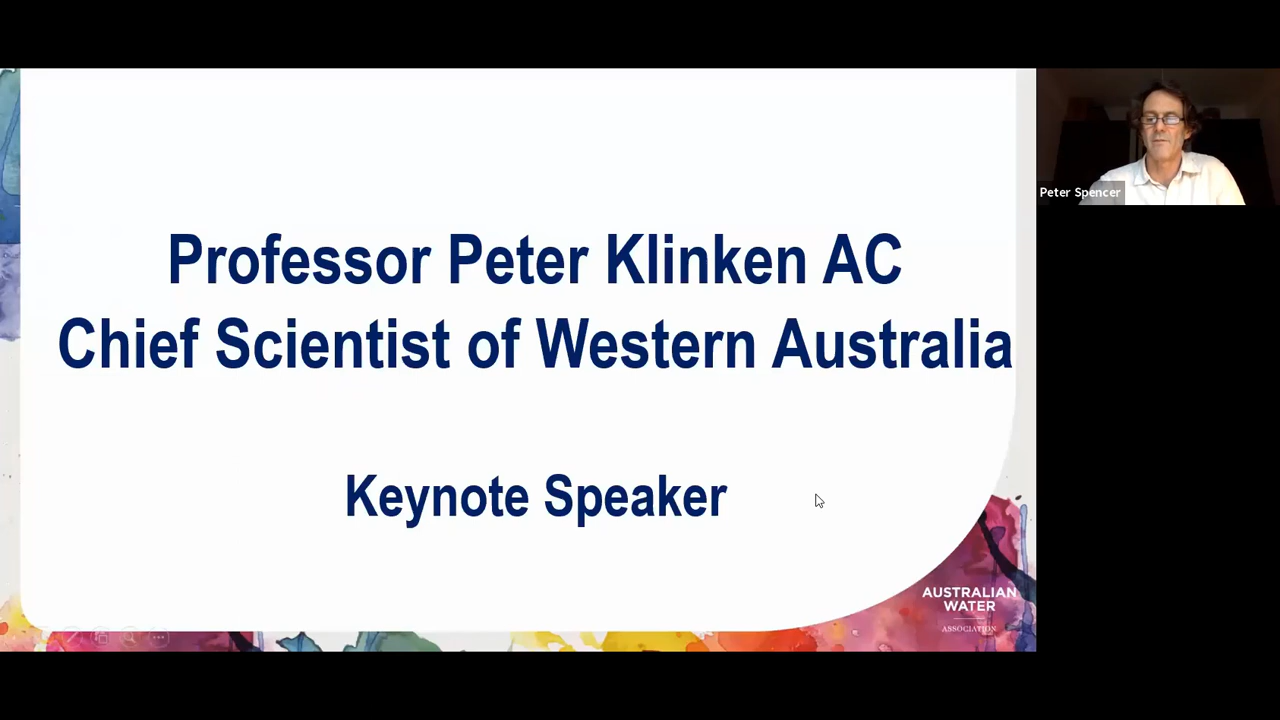 Professor Peter Klinken AC
Chief Scientist of Western Australia
Keynote Speaker
AUSTRALIAN
WATER
ASSOCIATION
Peter Spencer